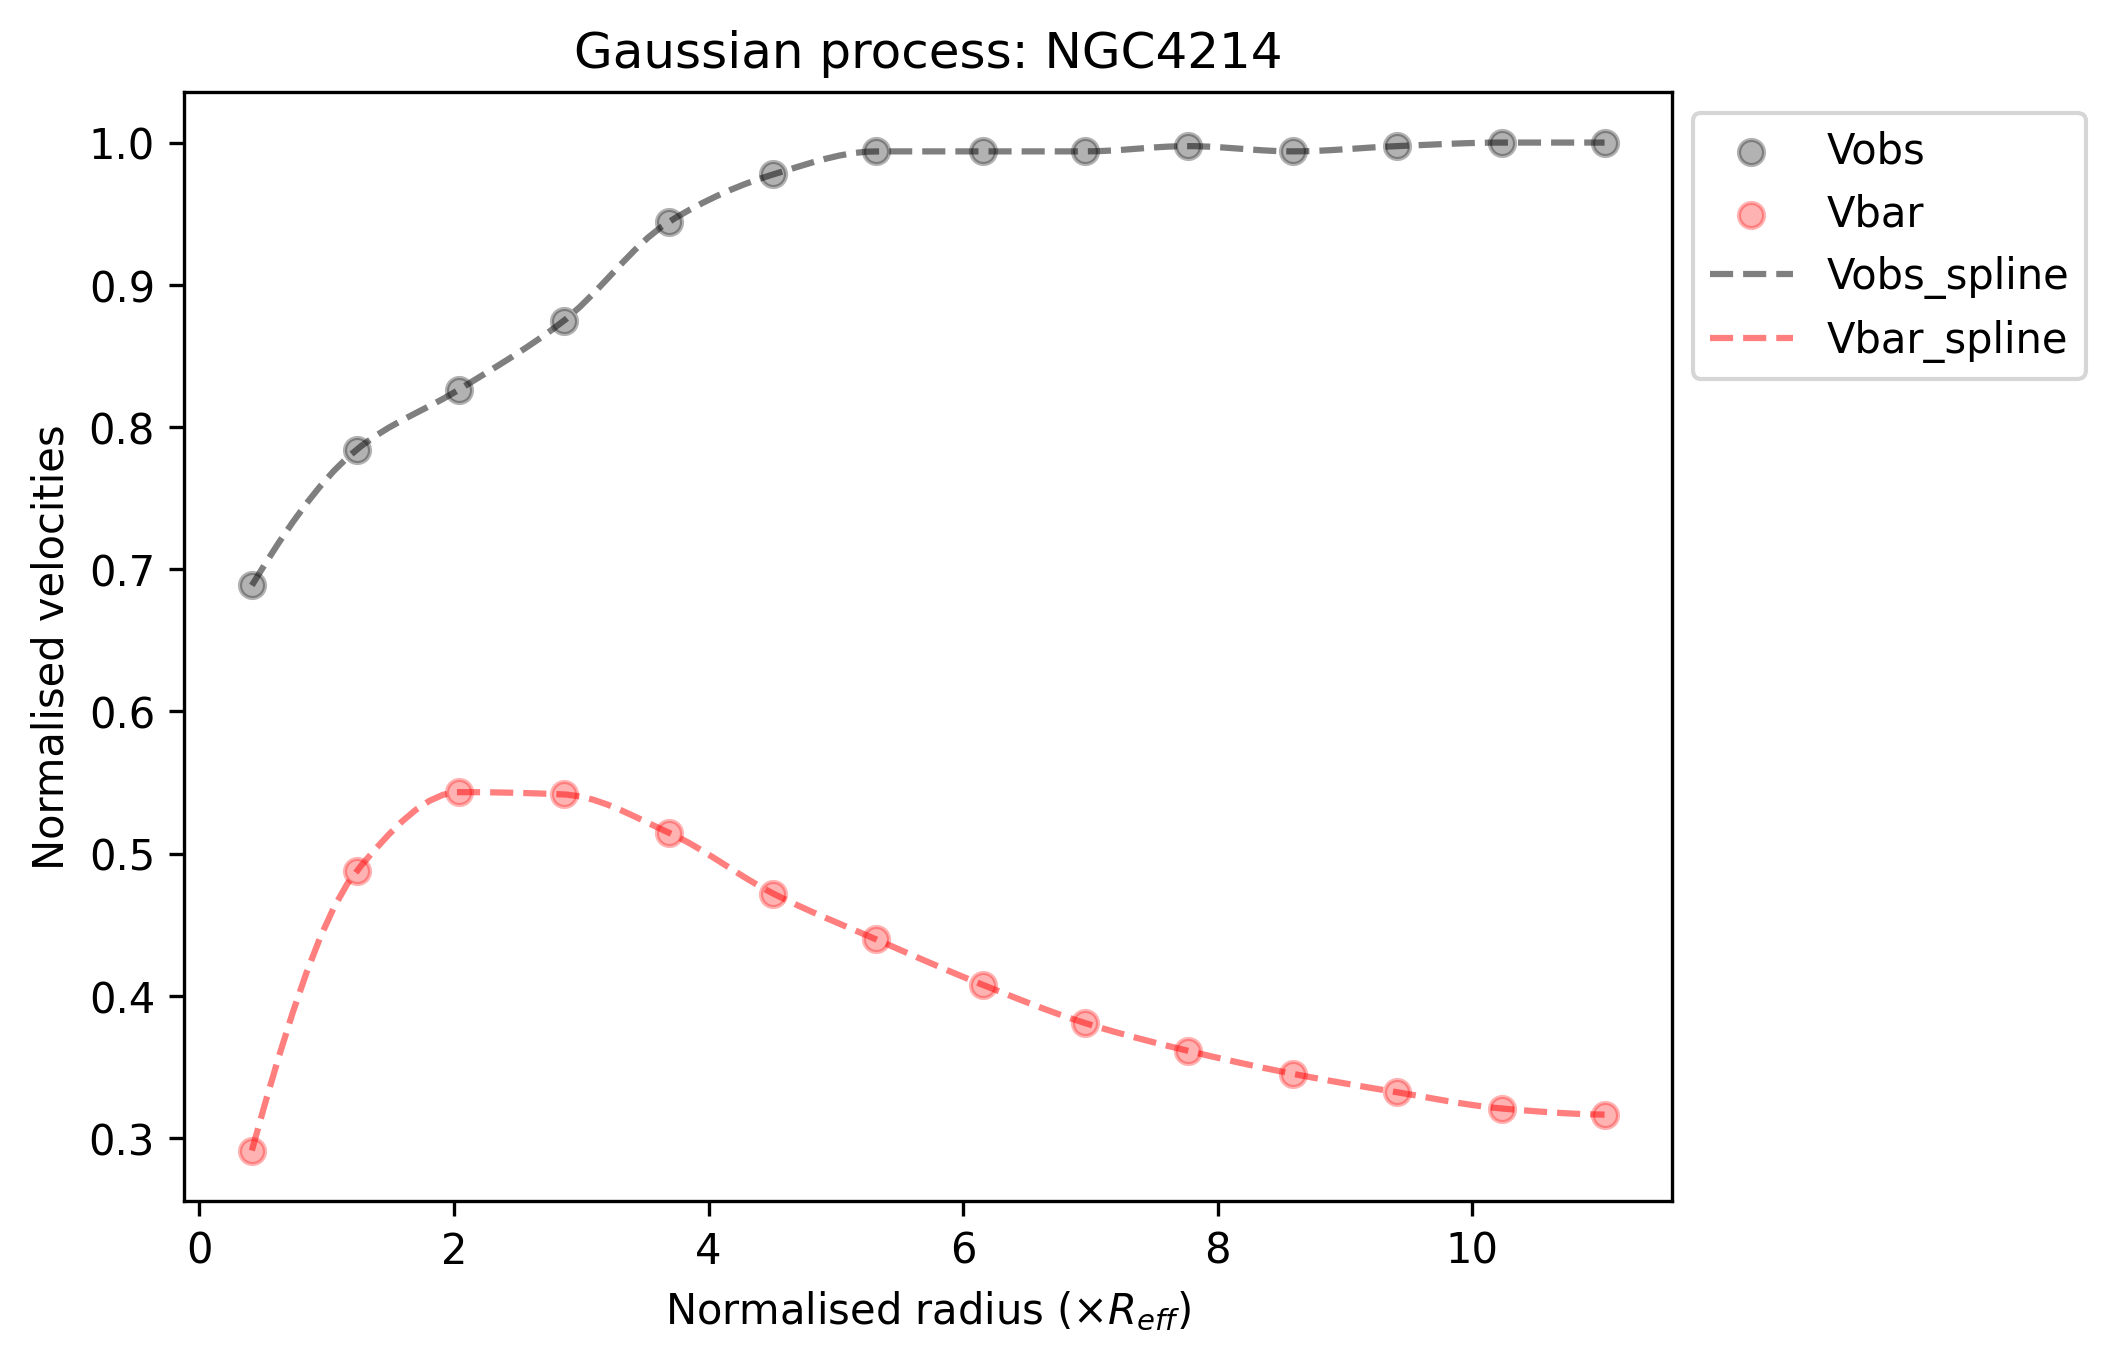 Gaussian process: NGC4214
Normalised velocities
1.0
0.9
0.8
0.7
0.6
0.5
0.4
0.3
0 2 4 6 8 10
Normalised radius (×R_eff)
Vobs
Vbar
Vobs_spline
Vbar_spline